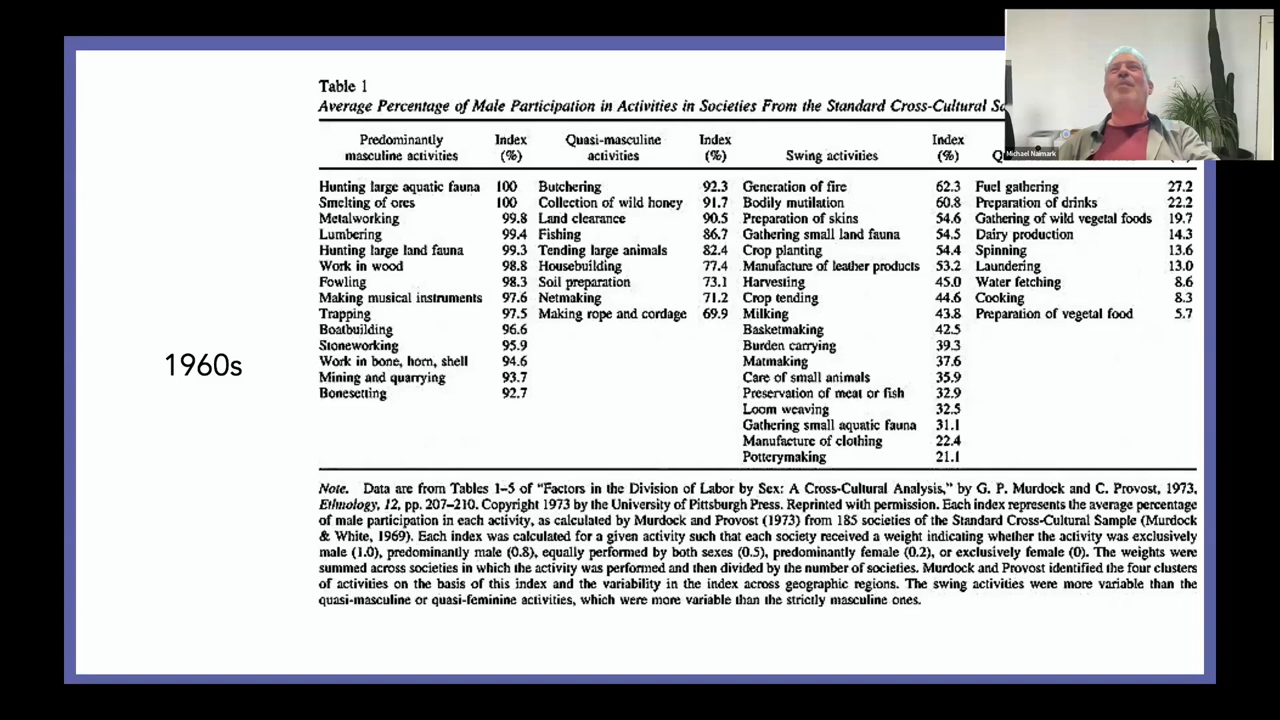 Table 1
Average Percentage of Male Participation in Activities in Societies From the Standard Cross-Cultural
Predominantly masculine activities Index (%) Quasi-masculine activities Index (%) Swing activities Index (%)
Hunting large aquatic fauna 100 Butchering 92.3 Generation of fire 62.3 Fuel gathering 27.2
Smelting of ores 100 Collection of wild honey 91.7 Bodily mutilation 60.8 Preparation of drinks 22.2
Metalworking 99.8 Land clearance 90.5 Preparation of skins 54.6 Gathering of wild vegetal foods 19.7
Lumbering 99.4 Fishing 86.7 Gathering small land fauna 54.5 Dairy production 14.3
Hunting large land fauna 99.3 Tending large animals 82.4 Crop planting 54.4 Spinning 13.6
Work in wood 98.8 Housebuilding 77.4 Manufacture of leather products 53.2 Laundering 13.0
Fowling 98.3 Soil preparation 73.1 Harvesting 45.0 Water fetching 8.6
Making musical instruments 97.6 Netmaking 71.2 Crop tending 44.6 Cooking 8.3
Trapping 97.5 Making rope and cordage 69.9 Milking 43.8 Preparation of vegetal food 5.7
Boatbuilding 96.6 Basketmaking 42.5
Stoneworking 95.9 Burden carrying 39.3
Work in bone, horn, shell 94.6 Matmaking 37.6
Mining and quarrying 93.7 Care of small animals 35.9
Bonesetting 92.7 Preservation of meat or fish 32.9
Loom weaving 32.5
Gathering small aquatic fauna 31.1
Manufacture of clothing 22.4
Potterymaking 21.1
1960s
Note. Data are from Tables 1–5 of "Factors in the Division of Labor by Sex: A Cross-Cultural Analysis," by G. P. Murdock and C. Provost, 1973,
Ethnology, 12, pp. 207–210. Copyright 1973 by the University of Pittsburgh Press. Reprinted with permission. Each index represents the average percentage
of male participation in each activity, as calculated by Murdock and Provost (1973) from 185 societies of the Standard Cross-Cultural Sample (Murdock
& White, 1969). Each index was calculated for a given activity such that each society received a weight indicating whether the activity was exclusively
male (1.0), predominantly male (0.8), equally performed by both sexes (0.5), predominantly female (0.2), or exclusively female (0). The weights were
summed across societies in which the activity was performed and then divided by the number of societies. Murdock and Provost identified the four clusters
of activities on the basis of this index and the variability in the index across geographic regions. The swing activities were more variable than the
quasi-masculine or quasi-feminine activities, which were more variable than the strictly masculine ones.
Michael Naimark